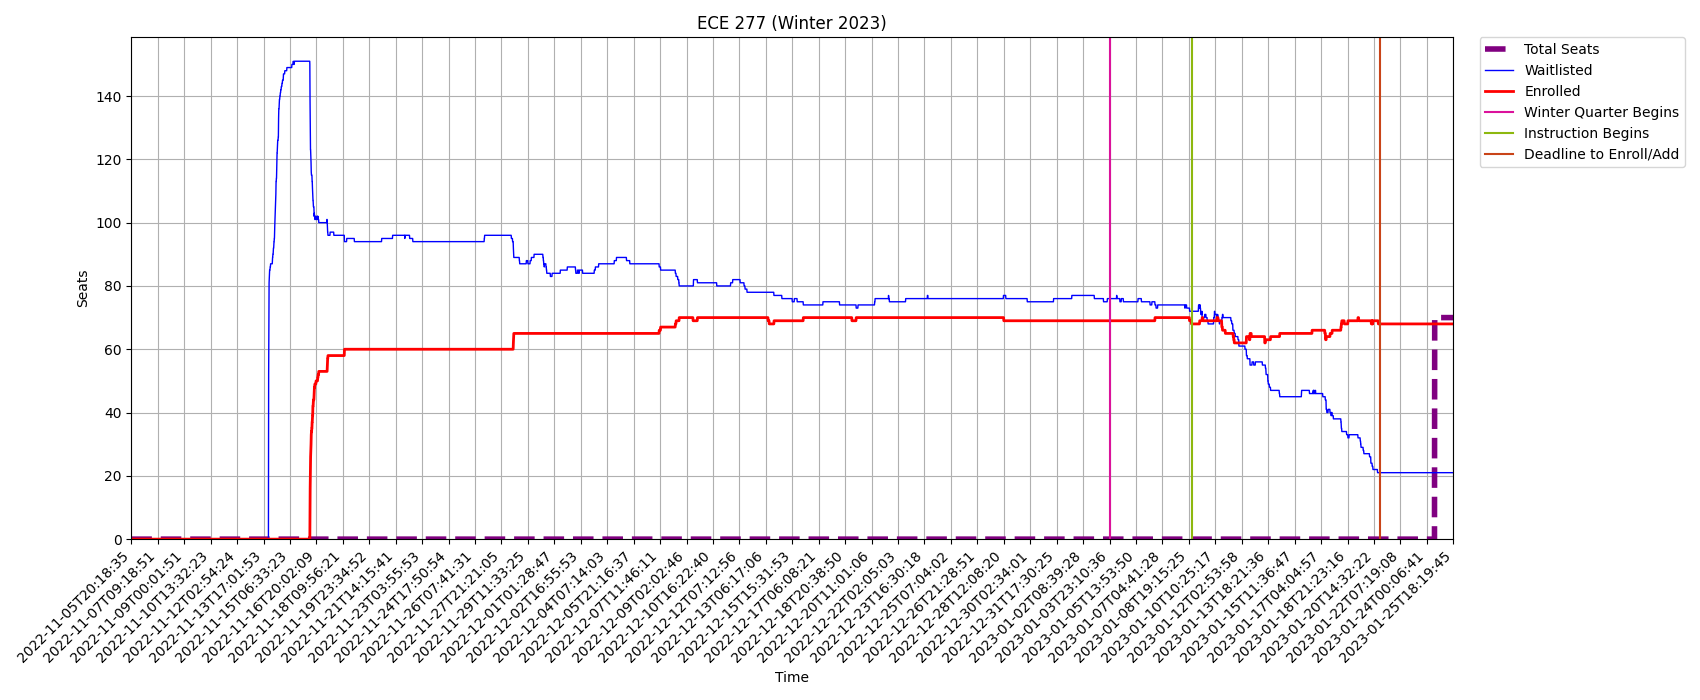 ECE 277 (Winter 2023)
Total Seats
Waitlisted
Enrolled
Winter Quarter Begins
Instruction Begins
Deadline to Enroll/Add
Seats
140
120
100
80
60
40
20
0
2022-11-05T20:18:35
2022-11-07T09:18:51
2022-11-09T00:01:51
2022-11-10T13:32:23
2022-11-12T02:54:24
2022-11-13T17:01:53
2022-11-15T06:33:23
2022-11-16T20:02:09
2022-11-18T09:56:21
2022-11-19T23:34:52
2022-11-21T14:15:41
2022-11-23T03:55:53
2022-11-24T17:50:54
2022-11-26T07:41:31
2022-11-27T21:21:05
2022-11-29T11:33:25
2022-12-01T01:28:47
2022-12-02T16:55:53
2022-12-04T07:14:03
2022-12-05T21:16:37
2022-12-07T11:46:11
2022-12-09T02:02:46
2022-12-10T16:22:40
2022-12-12T07:12:56
2022-12-13T06:17:06
2022-12-15T15:31:53
2022-12-17T06:08:21
2022-12-18T20:38:50
2022-12-20T11:01:06
2022-12-22T02:05:03
2022-12-23T16:30:18
2022-12-25T07:04:02
2022-12-26T21:28:51
2022-12-28T12:08:20
2022-12-30T02:34:01
2022-12-31T17:30:25
2023-01-02T08:39:28
2023-01-03T23:10:36
2023-01-05T13:53:50
2023-01-07T04:41:28
2023-01-08T19:15:25
2023-01-10T10:25:17
2023-01-12T02:53:58
2023-01-13T18:21:36
2023-01-15T11:36:47
2023-01-17T04:04:57
2023-01-18T21:23:16
2023-01-20T14:32:22
2023-01-22T07:19:08
2023-01-24T00:06:41
2023-01-25T18:19:45
Time